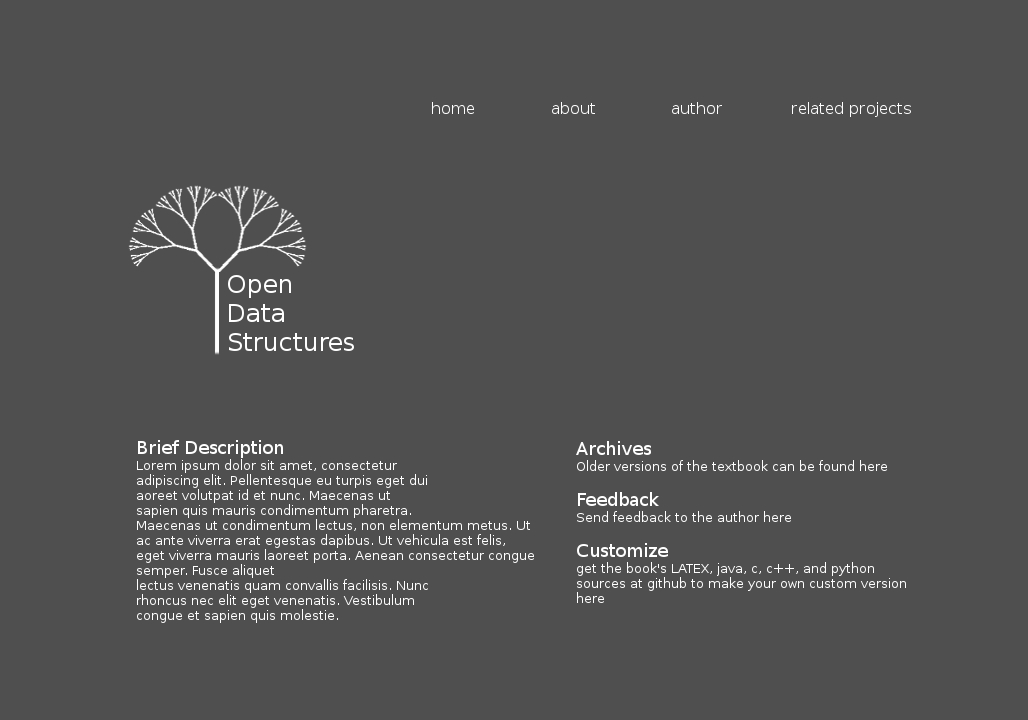 home about author related projects
Open
Data
Structures
Brief Description
Lorem ipsum dolor sit amet, consectetur
adipiscing elit. Pellentesque eu turpis eget dui
aoreet volutpat id et nunc. Maecenas ut
sapien quis mauris condimentum pharetra.
Maecenas ut condimentum lectus, non elementum metus. Ut
ac ante viverra erat egestas dapibus. Ut vehicula est felis,
eget viverra mauris laoreet porta. Aenean consectetur congue
semper. Fusce aliquet
lectus venenatis quam convallis facilisis. Nunc
rhoncus nec elit eget venenatis. Vestibulum
congue et sapien quis molestie.
Archives
Older versions of the textbook can be found here
Feedback
Send feedback to the author here
Customize
get the book's LATEX, java, c, c++, and python
sources at github to make your own custom version
here